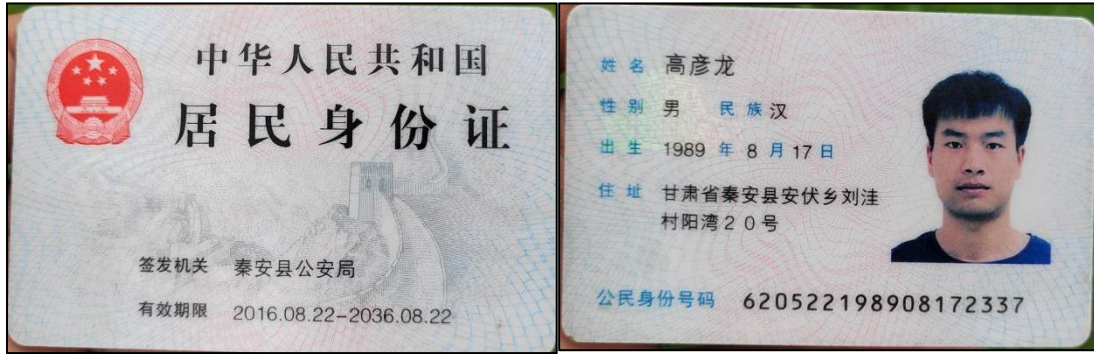 中华人民共和国
居民身份证
签发机关 秦安县公安局
有效期限 2016.08.22-2036.08.22
姓名 高彦龙
性别 男 民族 汉
出生 1989 年 8 月 17 日
住址 甘肃省秦安县安伏乡刘洼
村阳湾20号
公民身份号码 620522198908172337